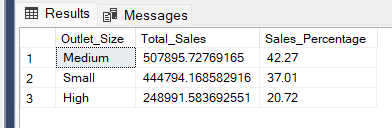 Results Messages
Outlet_Size Total_Sales Sales_Percentage
1 Medium 507895.72769165 42.27
2 Small 444794.168582916 37.01
3 High 248991.583692551 20.72